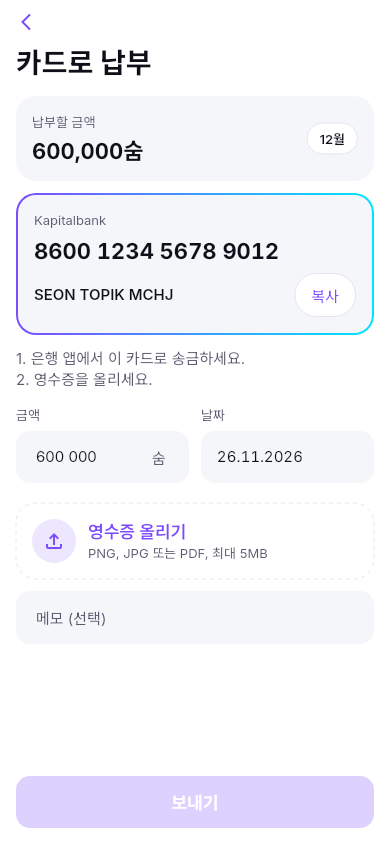 카드로 납부
납부할 금액
600,000숨
12월
Kapitalbank
8600 1234 5678 9012
SEON TOPIK MCHJ
복사
1. 은행 앱에서 이 카드로 송금하세요.
2. 영수증을 올리세요.
금액
날짜
600 000
숨
26.11.2026
영수증 올리기
PNG, JPG 또는 PDF, 최대 5MB
메모 (선택)
보내기